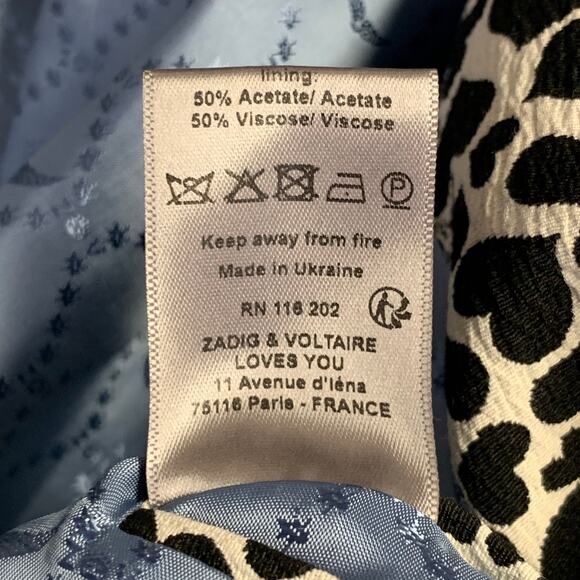 lining:
50% Acetate/ Acetate
50% Viscose/ Viscose
P
Keep away from fire
Made in Ukraine
RN 116 202
ZADIG & VOLTAIRE
LOVES YOU
11 Avenue d'Iéna
75116 Paris - FRANCE